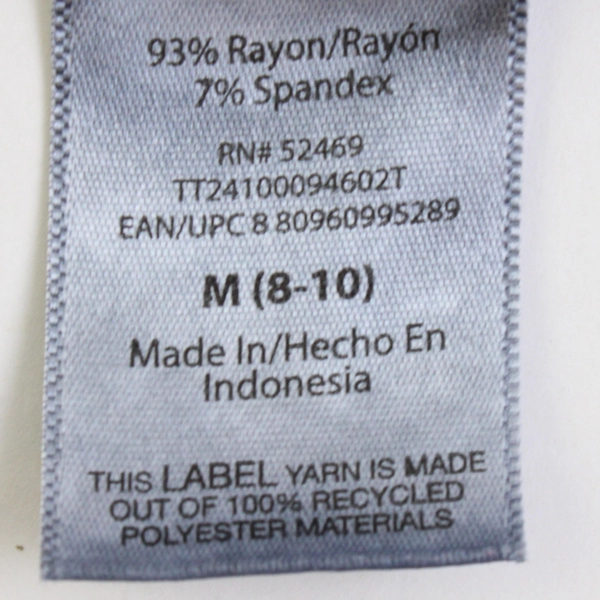 93% Rayon/Rayón
7% Spandex
RN# 52469
TT24100094602T
EAN/UPC 8 80960995289
M (8-10)
Made In/Hecho En
Indonesia
THIS LABEL YARN IS MADE
OUT OF 100% RECYCLED
POLYESTER MATERIALS